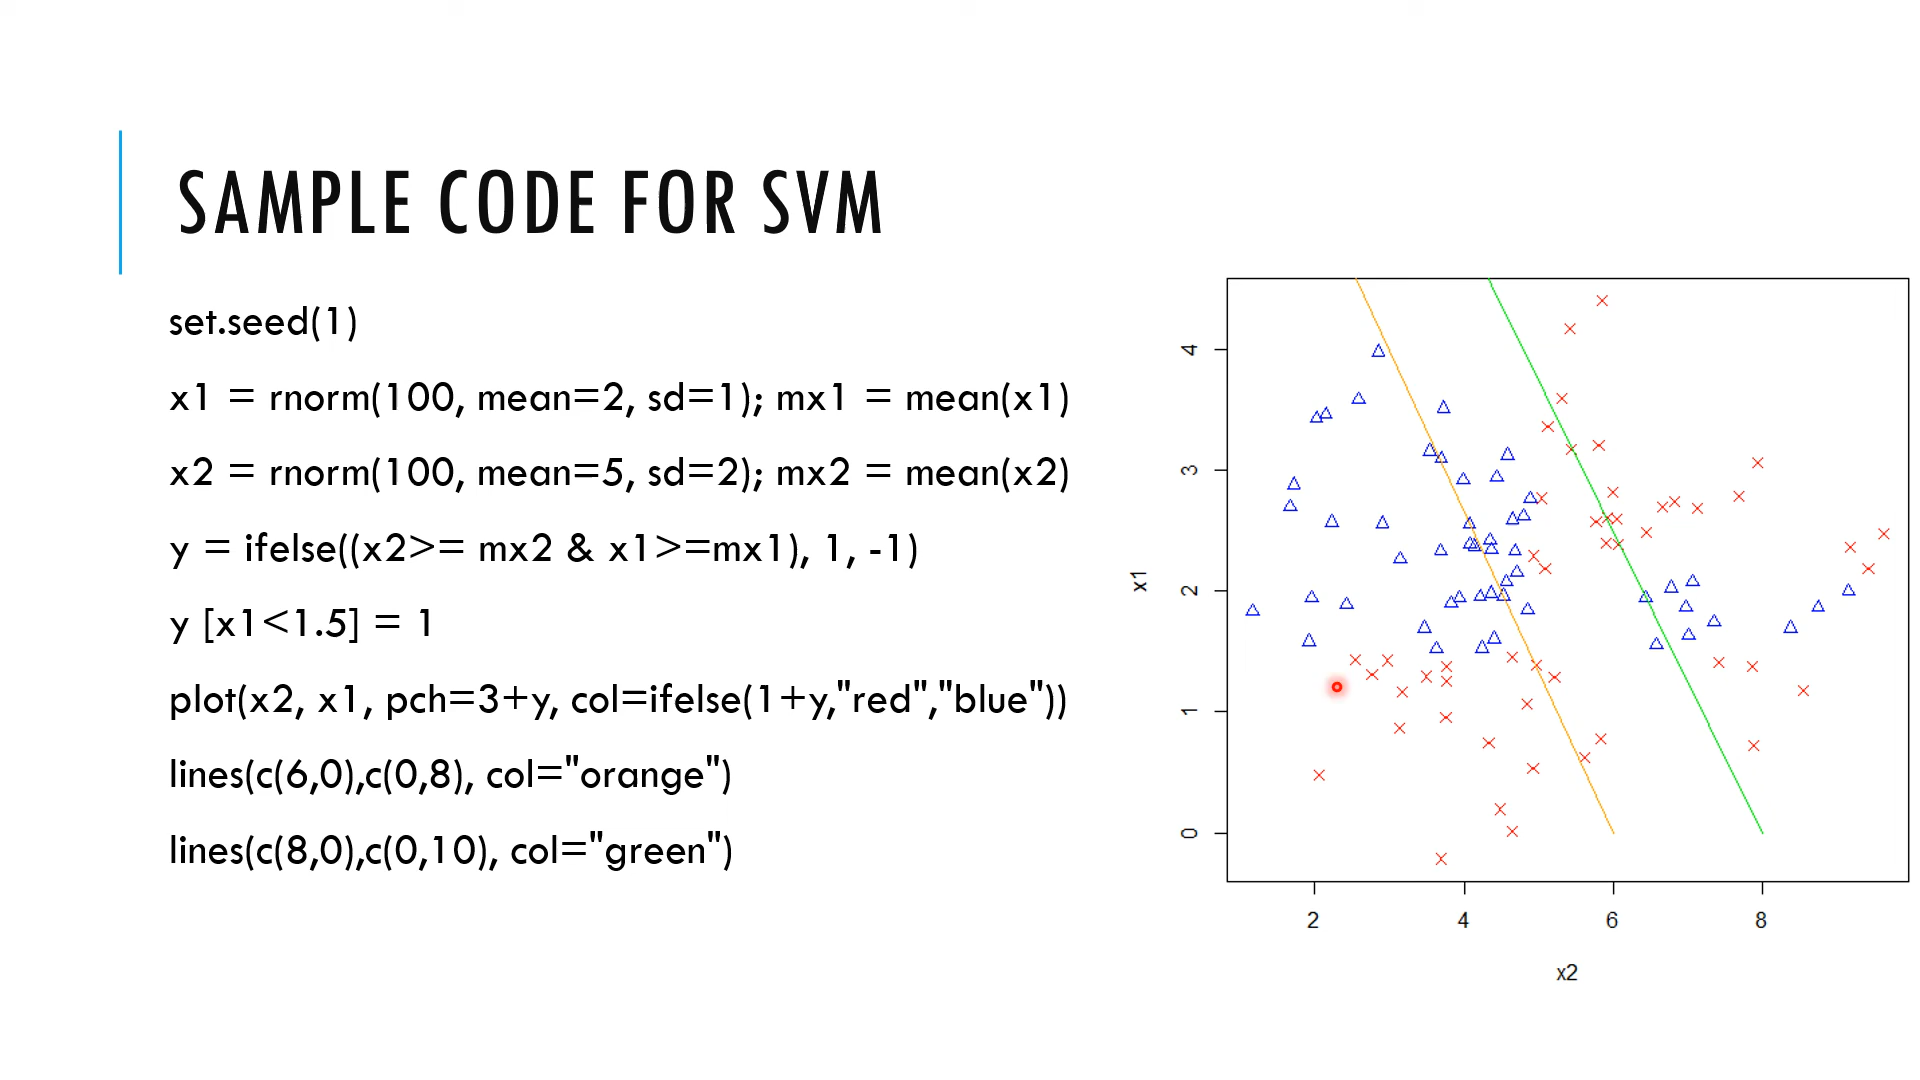 SAMPLE CODE FOR SVM
set.seed(1)
x1 = rnorm(100, mean=2, sd=1); mx1 = mean(x1)
x2 = rnorm(100, mean=5, sd=2); mx2 = mean(x2)
y = ifelse((x2>= mx2 & x1>=mx1), 1, -1)
y [x1<1.5] = 1
plot(x2, x1, pch=3+y, col=ifelse(1+y,"red","blue"))
lines(c(6,0),c(0,8), col="orange")
lines(c(8,0),c(0,10), col="green")
4
3
2
1
0
x1
2 4 6 8
x2